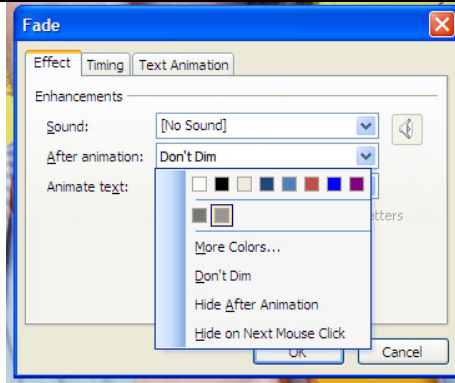 Fade
Effect Timing Text Animation
Enhancements
Sound: [No Sound]
After animation: Don't Dim
Animate text:
etters
More Colors...
Don't Dim
Hide After Animation
Hide on Next Mouse Click
OK Cancel